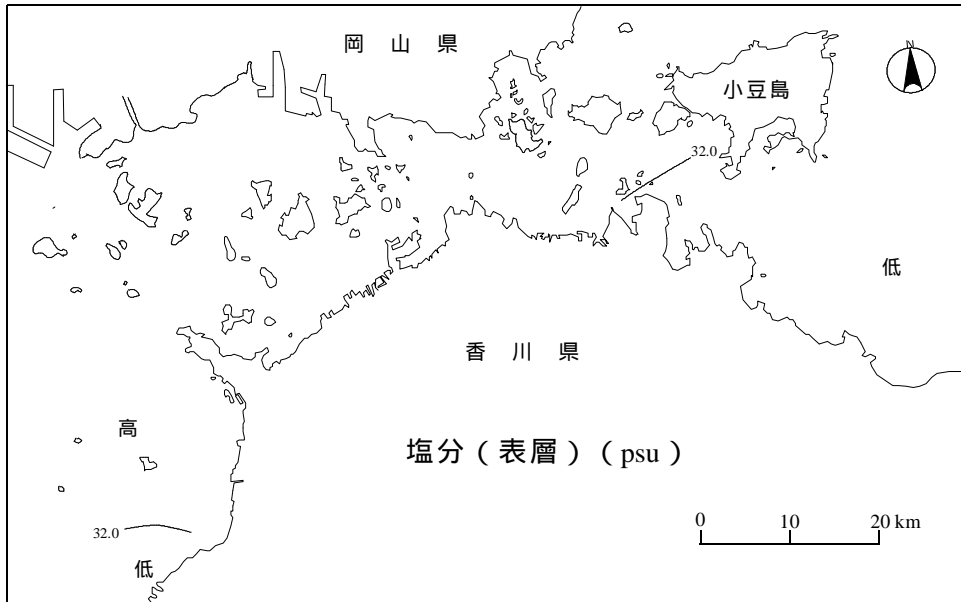 岡 山 県
N
小豆島
32.0
低
香 川 県
高
塩分（表層）（psu）
32.0
低
0 10 20 km